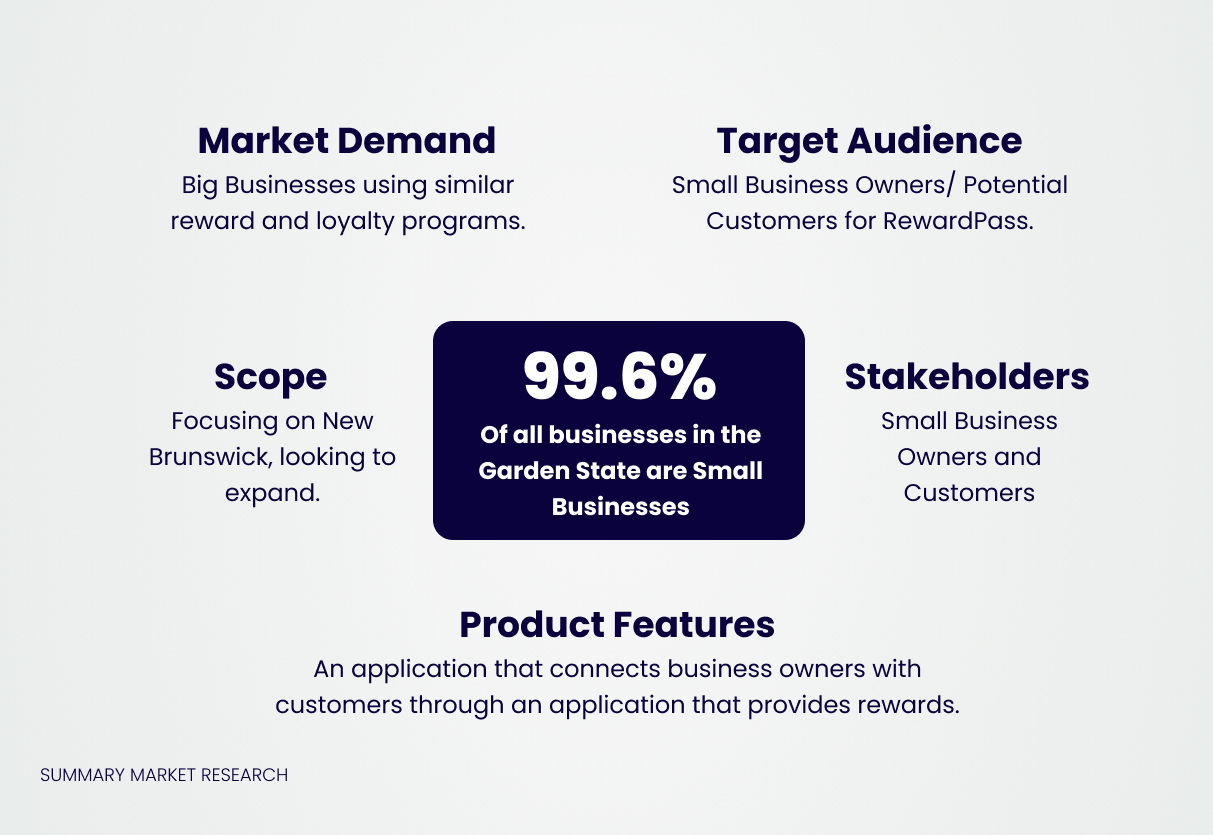 Market Demand
Big Businesses using similar
reward and loyalty programs.
Target Audience
Small Business Owners/ Potential
Customers for RewardPass.
Scope
Focusing on New
Brunswick, looking to
expand.
99.6%
Of all businesses in the
Garden State are Small
Businesses
Stakeholders
Small Business
Owners and
Customers
Product Features
An application that connects business owners with
customers through an application that provides rewards.
SUMMARY MARKET RESEARCH